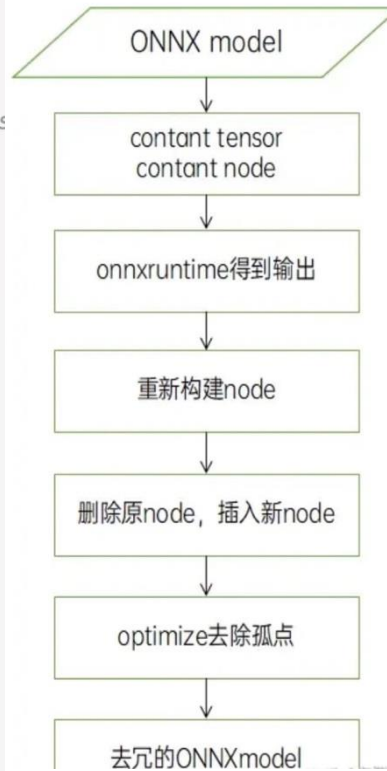 ONNX model
contant tensor
contant node
onnxruntime得到输出
重新构建node
删除原node，插入新node
optimize去除孤点
去冗的ONNXmodel